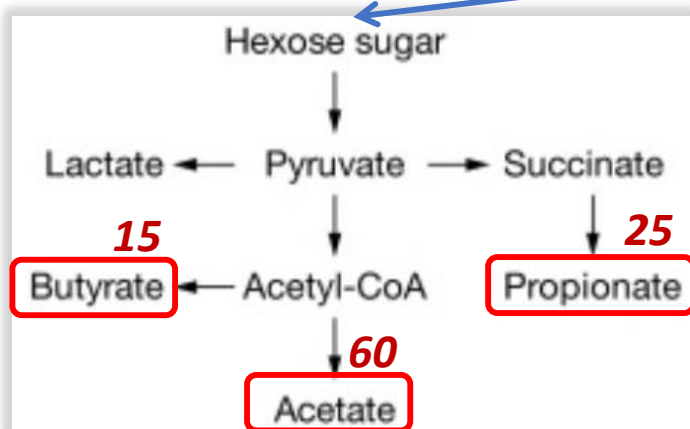 Hexose sugar
Lactate Pyruvate Succinate
15 25
Butyrate Acetyl-CoA Propionate
60
Acetate